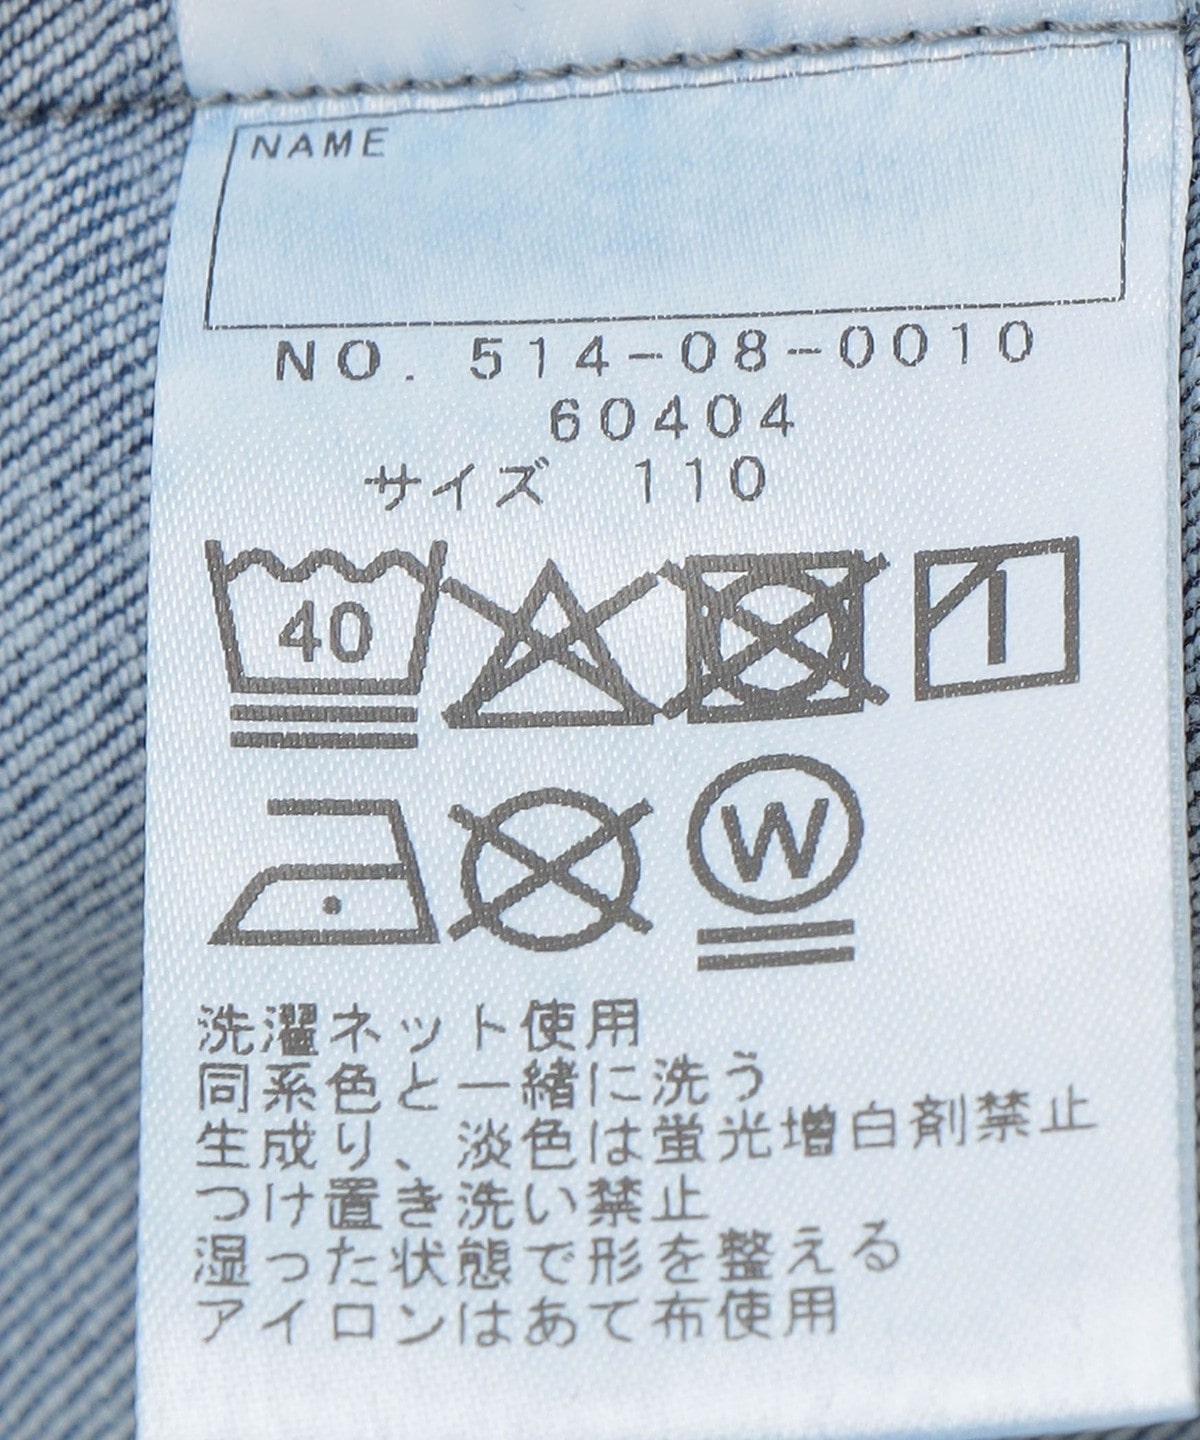 NAME
NO. 514-08-0010
60404
サイズ 110
40
W
洗濯ネット使用
同系色と一緒に洗う
生成り、淡色は蛍光増白剤禁止
つけ置き洗い禁止
湿った状態で形を整える
アイロンはあて布使用